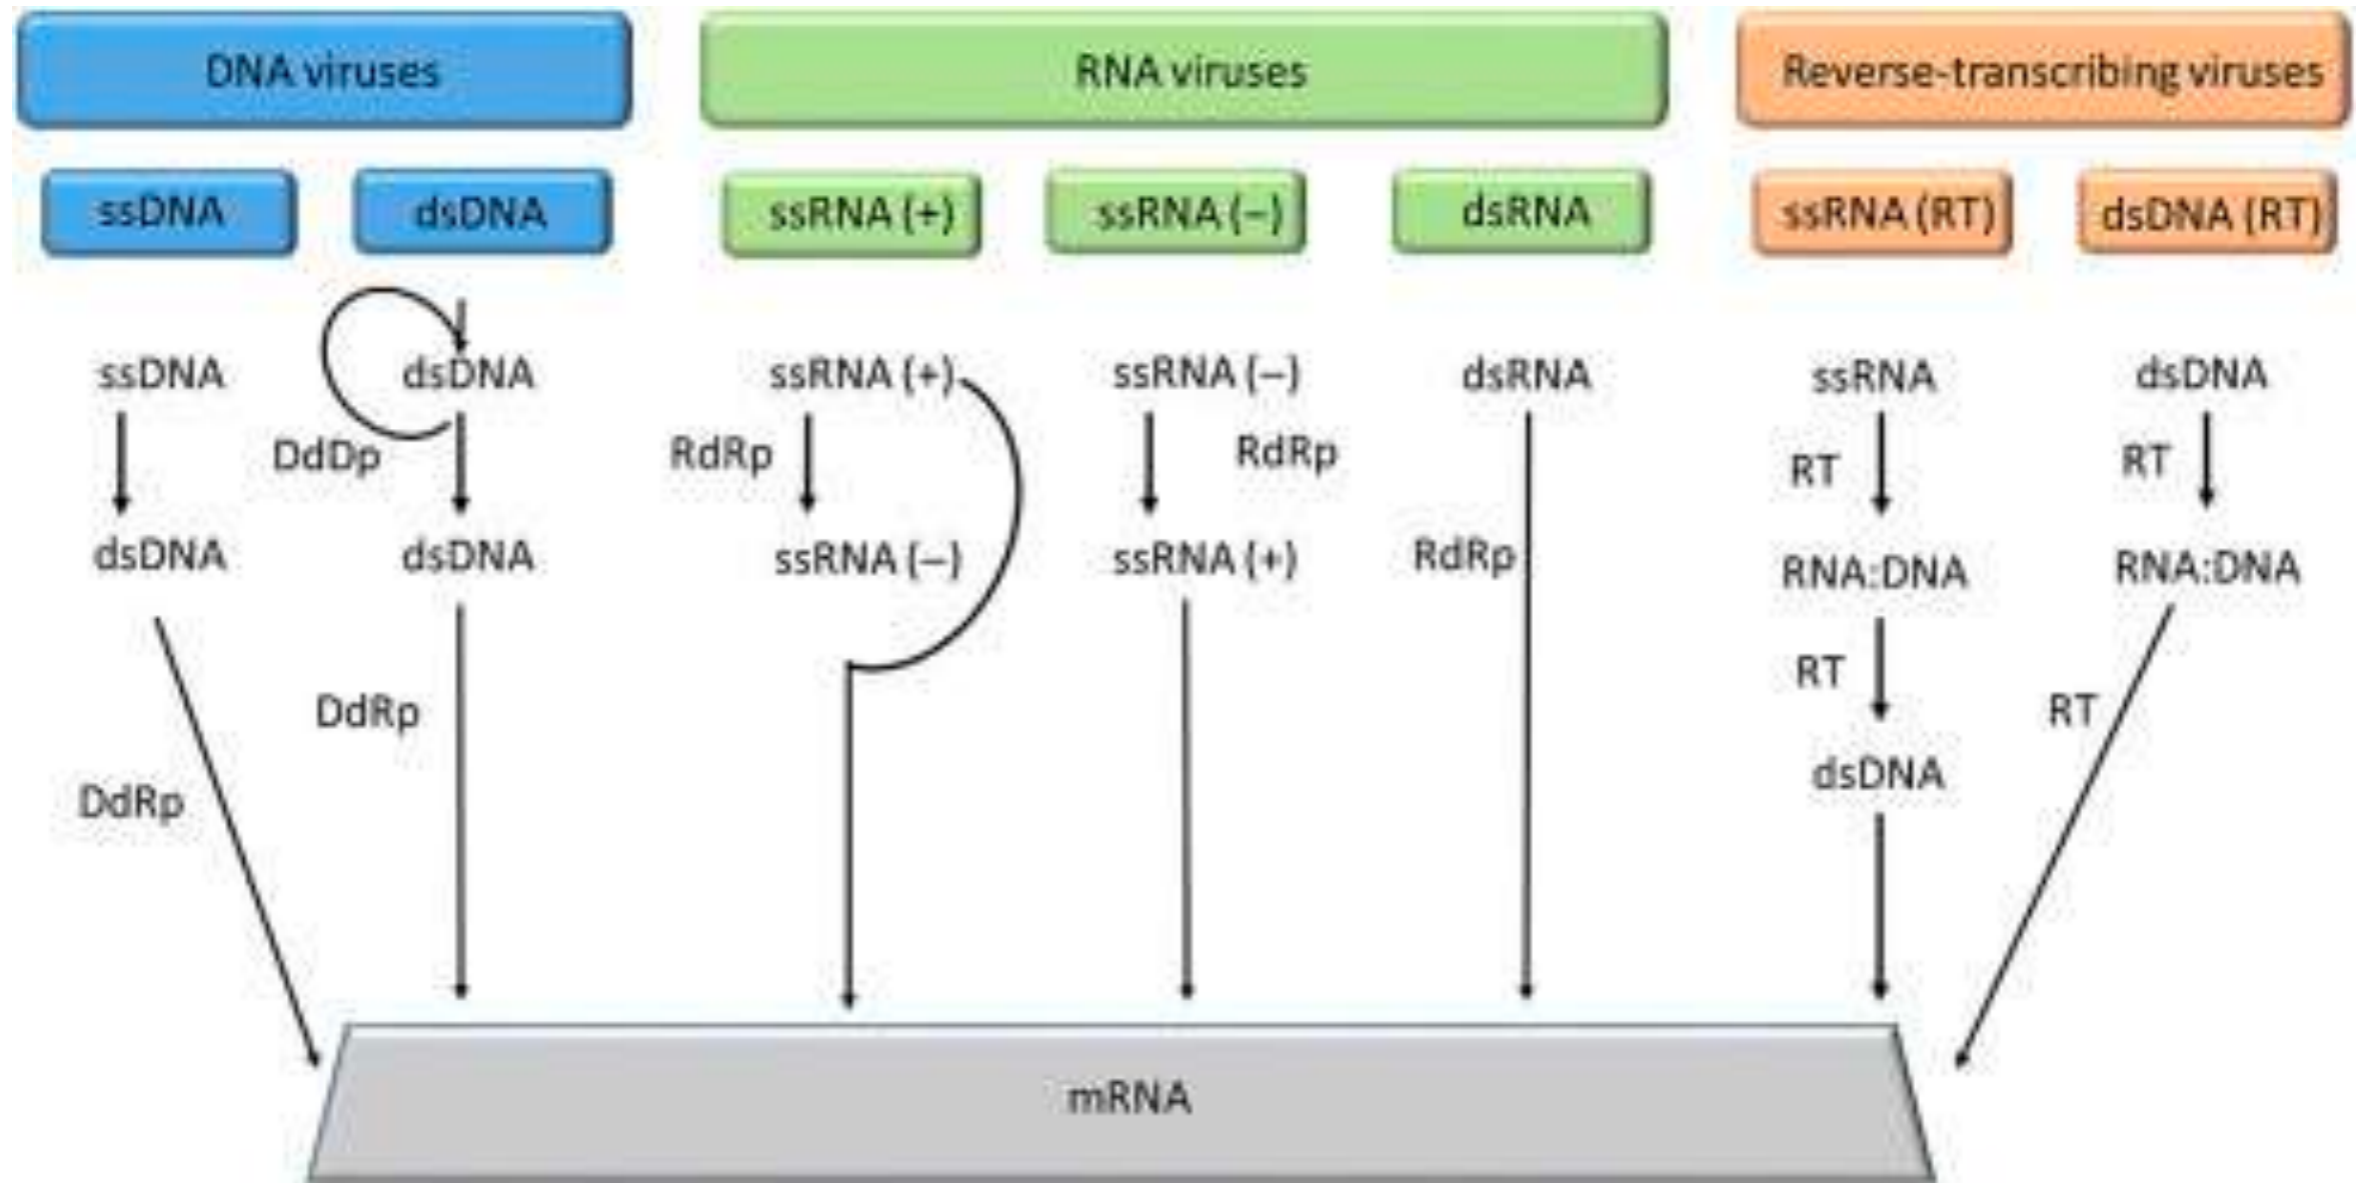 DNA viruses
RNA viruses
Reverse-transcribing viruses
ssDNA
dsDNA
ssRNA (+)
ssRNA (–)
dsRNA
ssRNA (RT)
dsDNA (RT)
ssDNA
dsDNA
ssRNA (+)
ssRNA (–)
dsRNA
ssRNA
dsDNA
DdDp
RdRp
RdRp
RT
RT
dsDNA
dsDNA
ssRNA (–)
ssRNA (+)
RdRp
RNA:DNA
RNA:DNA
RT
DdRp
RT
dsDNA
DdRp
mRNA